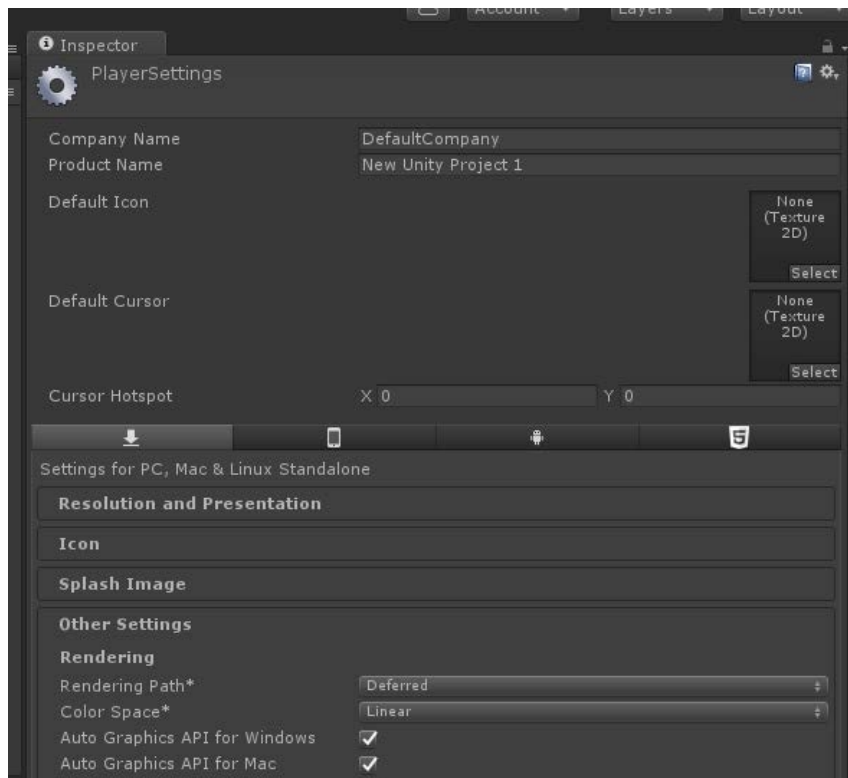 Account
Layers
Layout
Inspector
PlayerSettings
Company Name DefaultCompany
Product Name New Unity Project 1
Default Icon
None
(Texture
2D)
Select
Default Cursor
None
(Texture
2D)
Select
Cursor Hotspot X 0 Y 0
Settings for PC, Mac & Linux Standalone
Resolution and Presentation
Icon
Splash Image
Other Settings
Rendering
Rendering Path* Deferred
Color Space* Linear
Auto Graphics API for Windows
Auto Graphics API for Mac